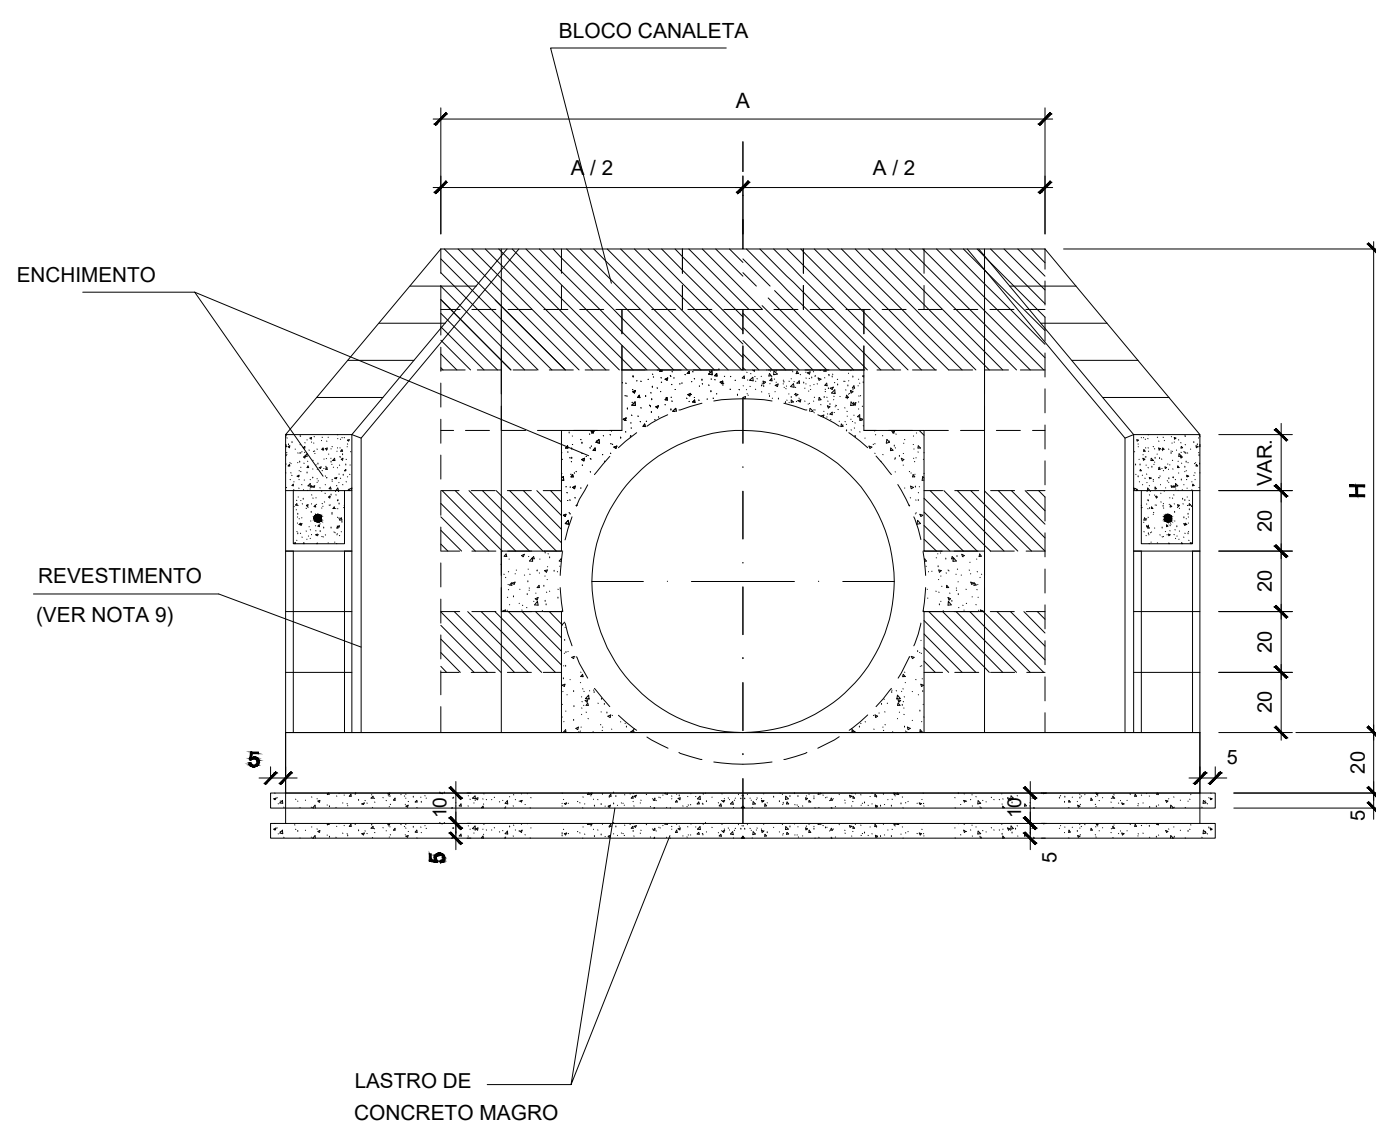 BLOCO CANALETA
A
A / 2
A / 2
ENCHIMENTO
VAR.
H
20
REVESTIMENTO
(VER NOTA 9)
20
20
20
5
5
20
10
10
5
5
5
LASTRO DE
CONCRETO MAGRO